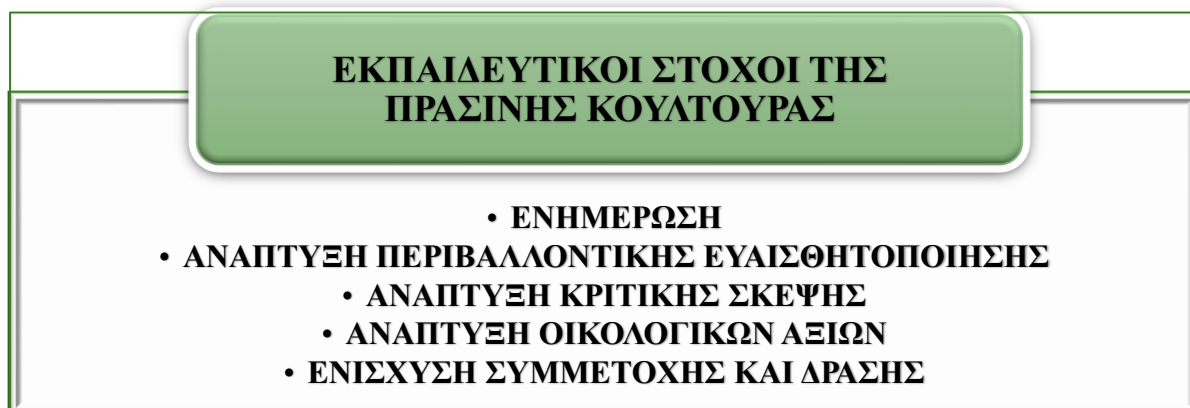 ΕΚΠΑΙΔΕΥΤΙΚΟΙ ΣΤΟΧΟΙ ΤΗΣ
ΠΡΑΣΙΝΗΣ ΚΟΥΛΤΟΥΡΑΣ
• ΕΝΗΜΕΡΩΣΗ
• ΑΝΑΠΤΥΞΗ ΠΕΡΙΒΑΛΛΟΝΤΙΚΗΣ ΕΥΑΙΣΘΗΤΟΠΟΙΗΣΗΣ
• ΑΝΑΠΤΥΞΗ ΚΡΙΤΙΚΗΣ ΣΚΕΨΗΣ
• ΑΝΑΠΤΥΞΗ ΟΙΚΟΛΟΓΙΚΩΝ ΑΞΙΩΝ
• ΕΝΙΣΧΥΣΗ ΣΥΜΜΕΤΟΧΗΣ ΚΑΙ ΔΡΑΣΗΣ